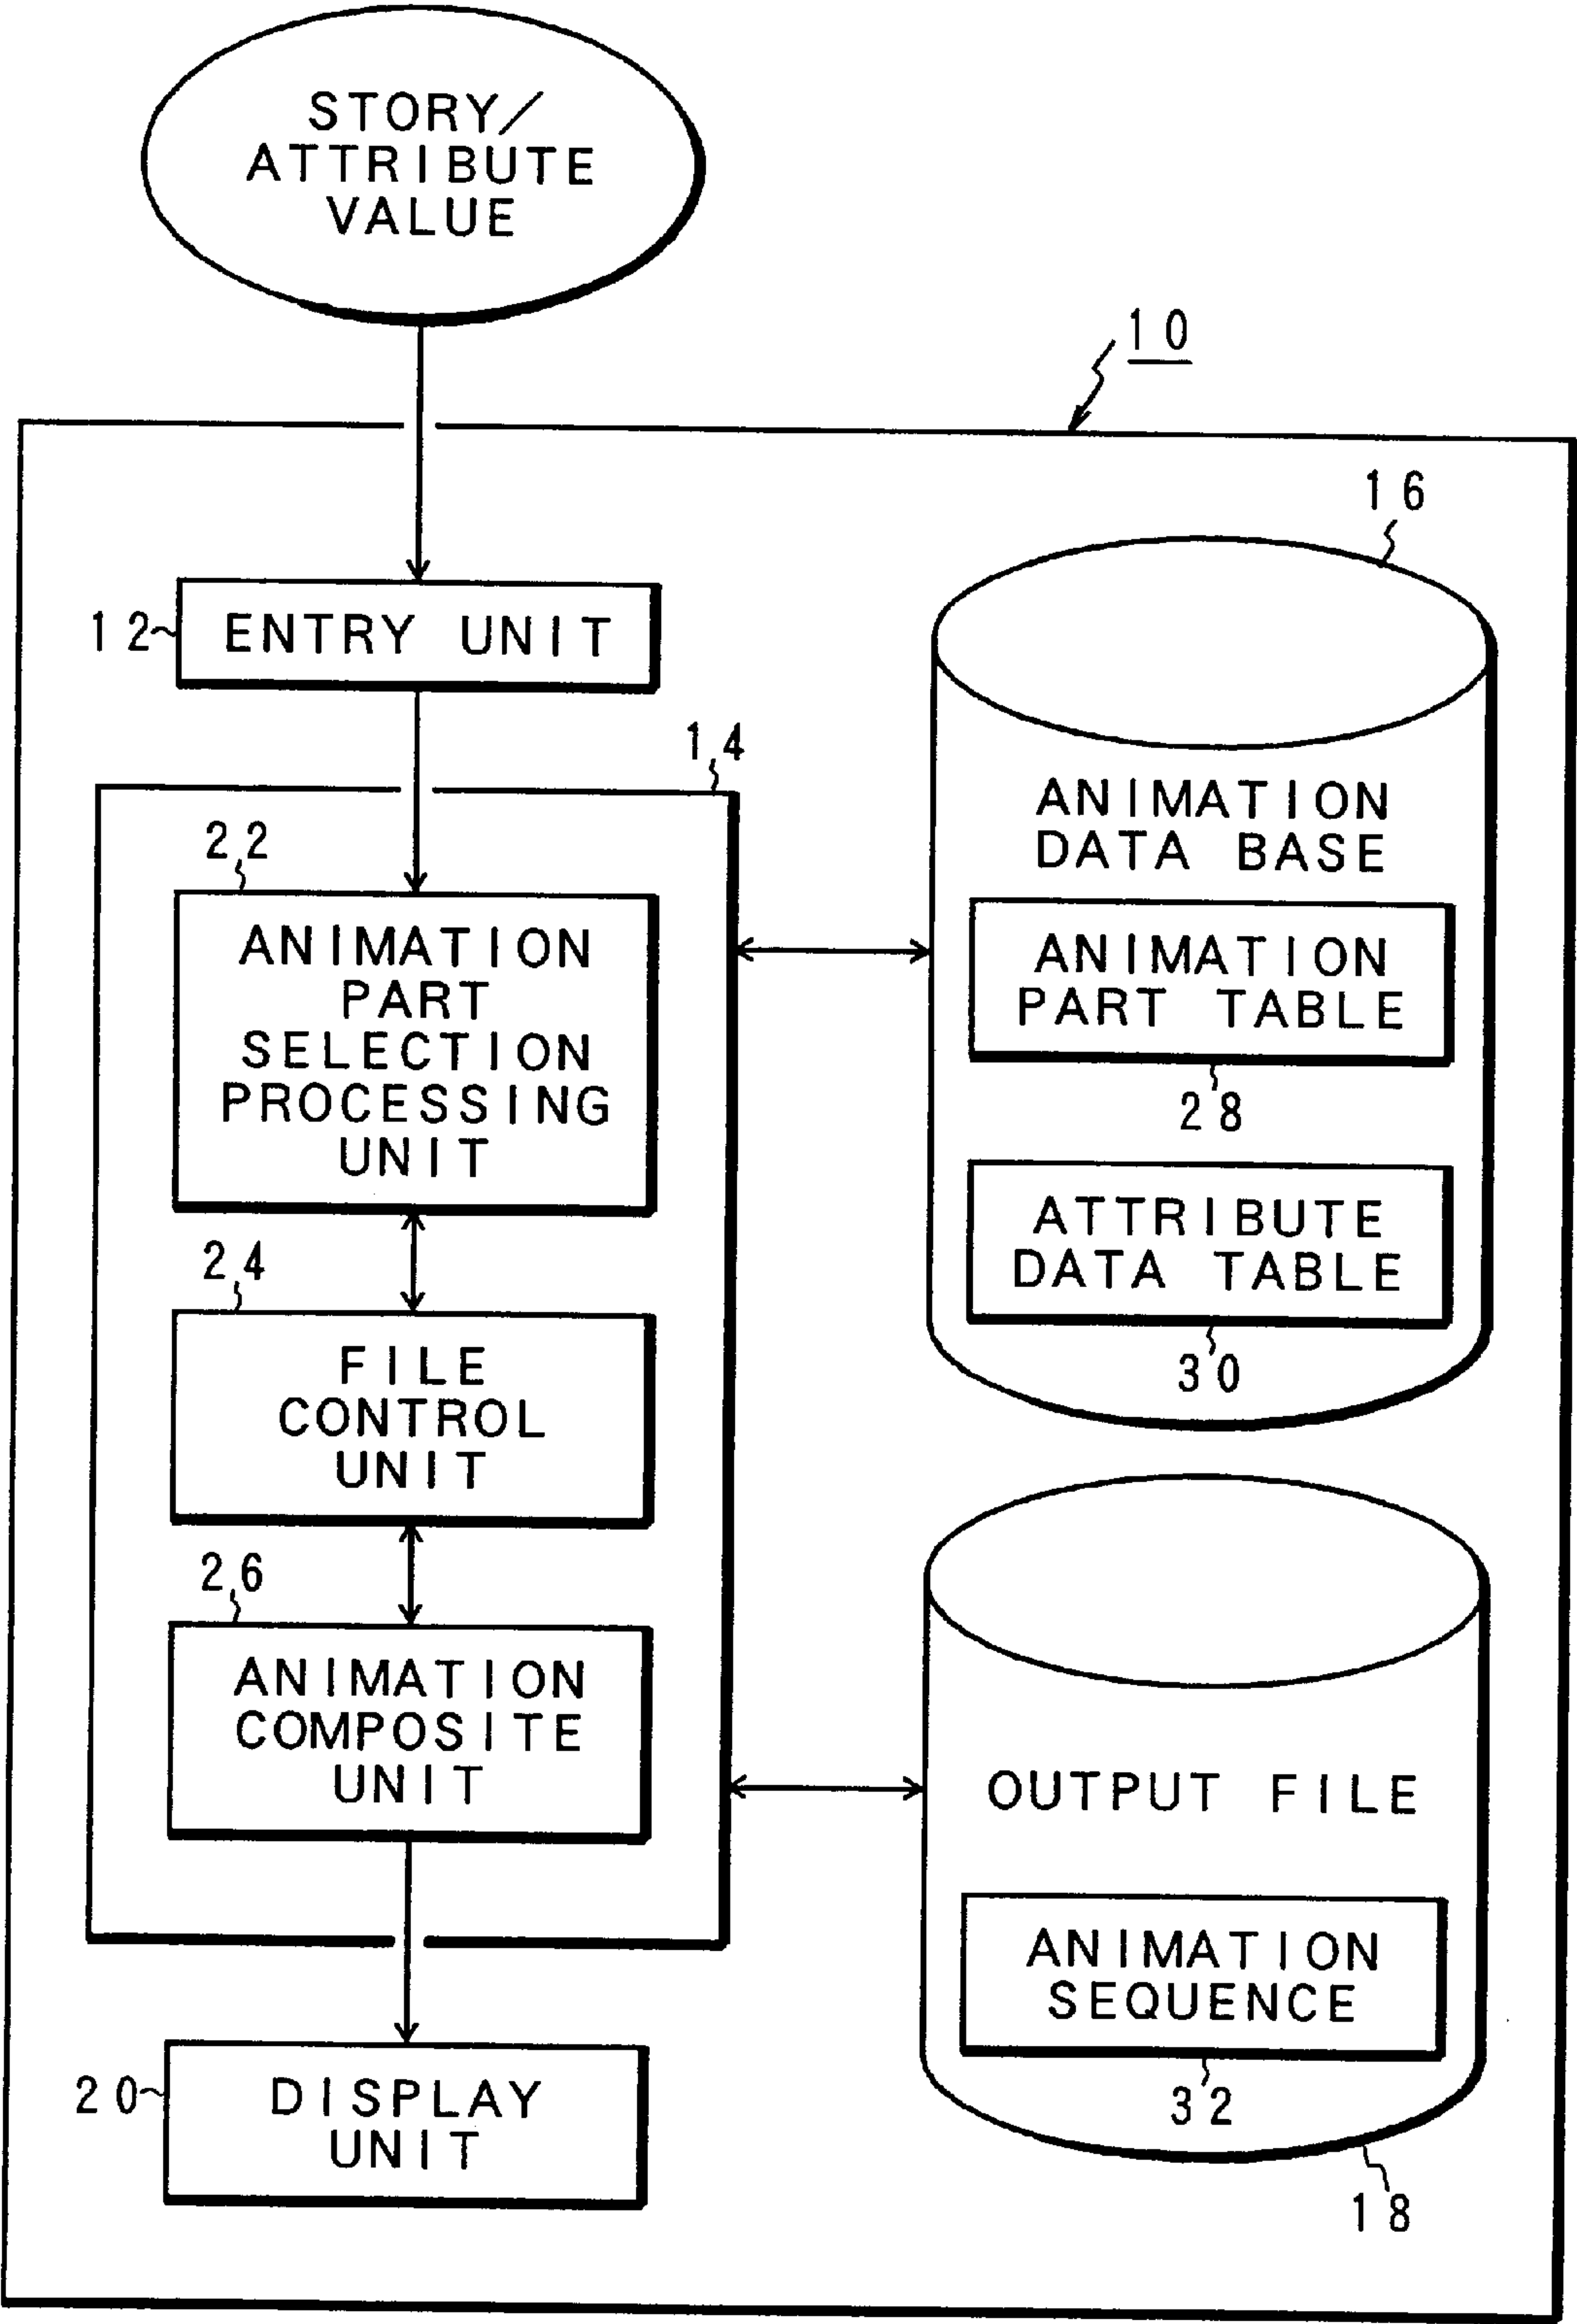 STORY/
ATTRIBUTE
VALUE
10
16
12
ENTRY UNIT
14
22
ANIMATION
PART
SELECTION
PROCESSING
UNIT
24
FILE
CONTROL
UNIT
26
ANIMATION
COMPOSITE
UNIT
20
DISPLAY
UNIT
ANIMATION
DATA BASE
ANIMATION
PART TABLE
28
ATTRIBUTE
DATA TABLE
30
OUTPUT FILE
ANIMATION
SEQUENCE
32
18